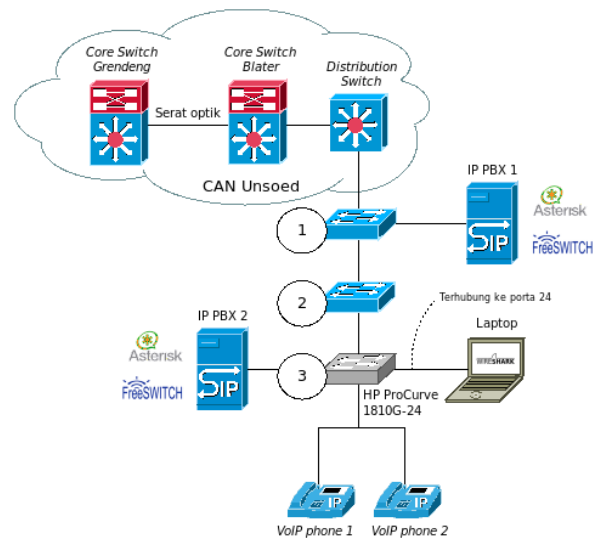 Core Switch
Grendeng
Core Switch
Blater
Distribution
Switch
Serat optik
CAN Unsoed
IP PBX 1
1
SIP
Asterisk
FreeSWITCH
2
Terhubung ke porta 24
IP PBX 2
Laptop
Asterisk
FreeSWITCH
SIP
3
WIRESHARK
HP ProCurve
1810G-24
IP
IP
VoIP phone 1
VoIP phone 2